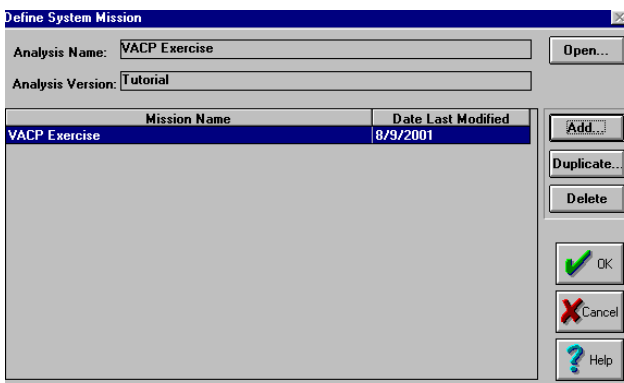 Define System Mission
Analysis Name: VACP Exercise
Open...
Analysis Version: Tutorial
Mission Name Date Last Modified
VACP Exercise 8/9/2001
Add...
Duplicate...
Delete
OK
Cancel
Help